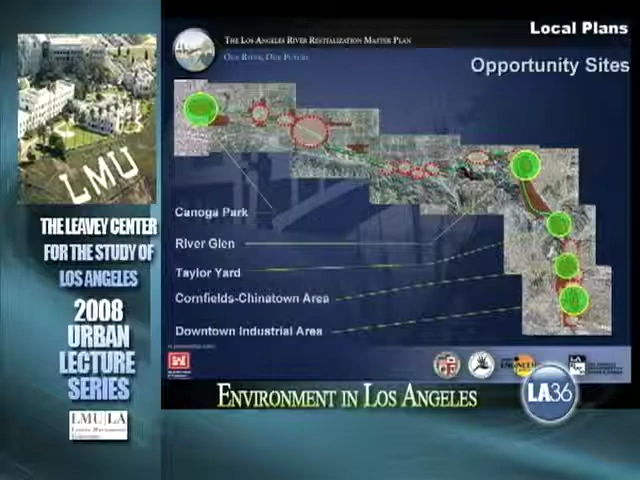 Local Plans
THE LOS ANGELES RIVER REVITALIZATION MASTER PLAN
OUR RIVER, OUR FUTURE
Opportunity Sites
LMU
THE LEAVEY CENTER
FOR THE STUDY OF
LOS ANGELES
2008
URBAN
LECTURE
SERIES
LMU LA
Canoga Park
River Glen
Taylor Yard
Cornfields-Chinatown Area
Downtown Industrial Area
ENVIRONMENT IN LOS ANGELES
LA36